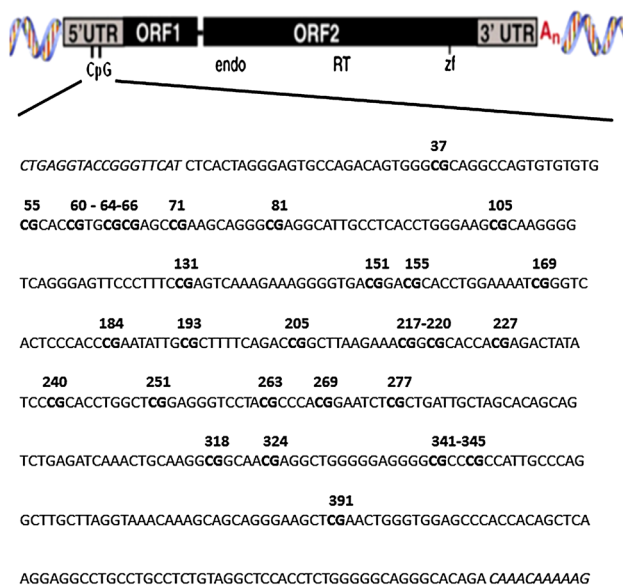 5'UTR ORF1 ORF2 3' UTR An
CpG endo RT zf
37
CTGAGGTACCGGGTTCAT CTCACTAGGGAGTGCCAGACAGTGGGCGCAGGCCAGTGTGTGTG
55 60 - 64-66 71 81 105
CGCACCGTGCGCGAGCCGAAGCAGGGCGAGGCATTGCCTCACCTGGGAAGCGCAAGGGG
131 151 155 169
TCAGGGAGTTCCCTTTCCGAGTCAAAGAAAGGGGTGACGGACGCACCTGGAAAATCGGGTC
184 193 205 217-220 227
ACTCCCACCCGAATATTGCGCTTTTCAGACCGGCTTAAGAAACGGCGCACCACGAGACTATA
240 251 263 269 277
TCCCGCACCTGGCTCGGAGGGTCCTACGCCCACGGAATCTCGCTGATTGCTAGCACAGCAG
318 324 341-345
TCTGAGATCAAACTGCAAGGCGGCAACGAGGCTGGGGGAGGGGCGCCCGCCATTGCCCAG
391
GCTTGCTTAGGTAAACAAAGCAGCAGGGAAGCTCGAACTGGGTGGAGCCCACCACAGCTCA
AGGAGGCCTGCCTGCCTCTGTAGGCTCCACCTCTGGGGGCAGGGCACAGA CAAACAAAAAG